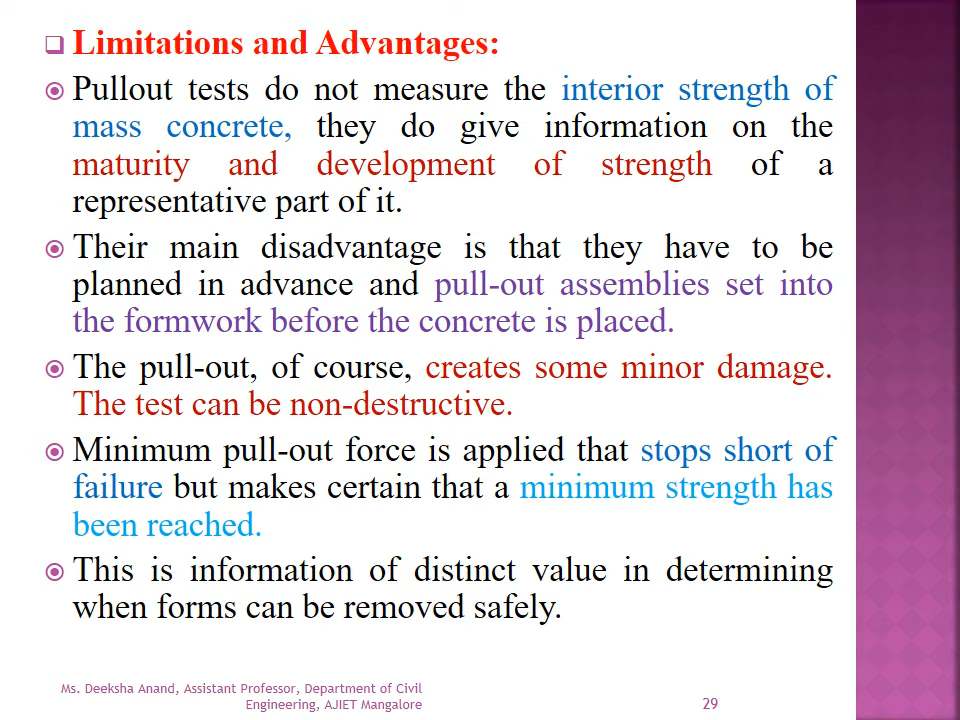 Limitations and Advantages:
Pullout tests do not measure the interior strength of
mass concrete, they do give information on the
maturity and development of strength of a
representative part of it.
Their main disadvantage is that they have to be
planned in advance and pull-out assemblies set into
the formwork before the concrete is placed.
The pull-out, of course, creates some minor damage.
The test can be non-destructive.
Minimum pull-out force is applied that stops short of
failure but makes certain that a minimum strength has
been reached.
This is information of distinct value in determining
when forms can be removed safely.
Ms. Deeksha Anand, Assistant Professor, Department of Civil
Engineering, AJIET Mangalore
29